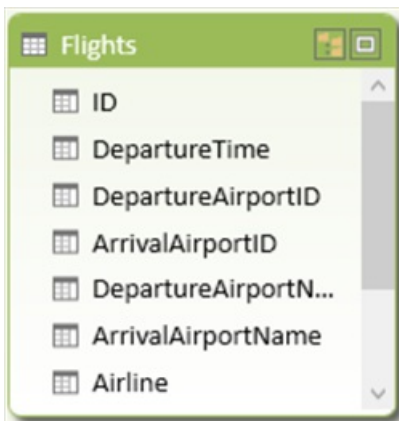 Flights
ID
DepartureTime
DepartureAirportID
ArrivalAirportID
DepartureAirportN...
ArrivalAirportName
Airline